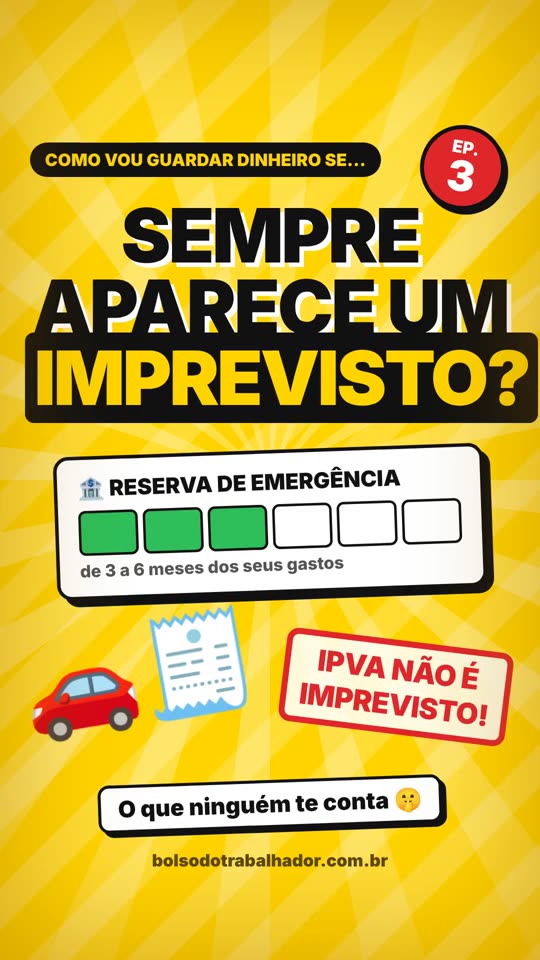 COMO VOU GUARDAR DINHEIRO SE...
EP.
3
SEMPRE
APARECE UM
IMPREVISTO?
RESERVA DE EMERGÊNCIA
de 3 a 6 meses dos seus gastos
IPVA NÃO É
IMPREVISTO!
O que ninguém te conta 🤫
bolsodotrabalhador.com.br